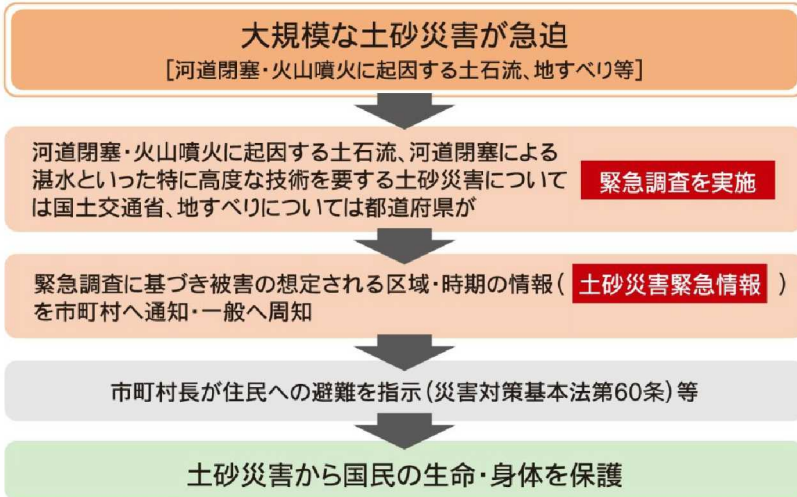 大規模な土砂災害が急迫
[河道閉塞・火山噴火に起因する土石流、地すべり等]
河道閉塞・火山噴火に起因する土石流、河道閉塞による
湛水といった特に高度な技術を要する土砂災害について
は国土交通省、地すべりについては都道府県が
緊急調査を実施
緊急調査に基づき被害の想定される区域・時期の情報(土砂災害緊急情報)
を市町村へ通知・一般へ周知
市町村長が住民への避難を指示(災害対策基本法第60条)等
土砂災害から国民の生命・身体を保護